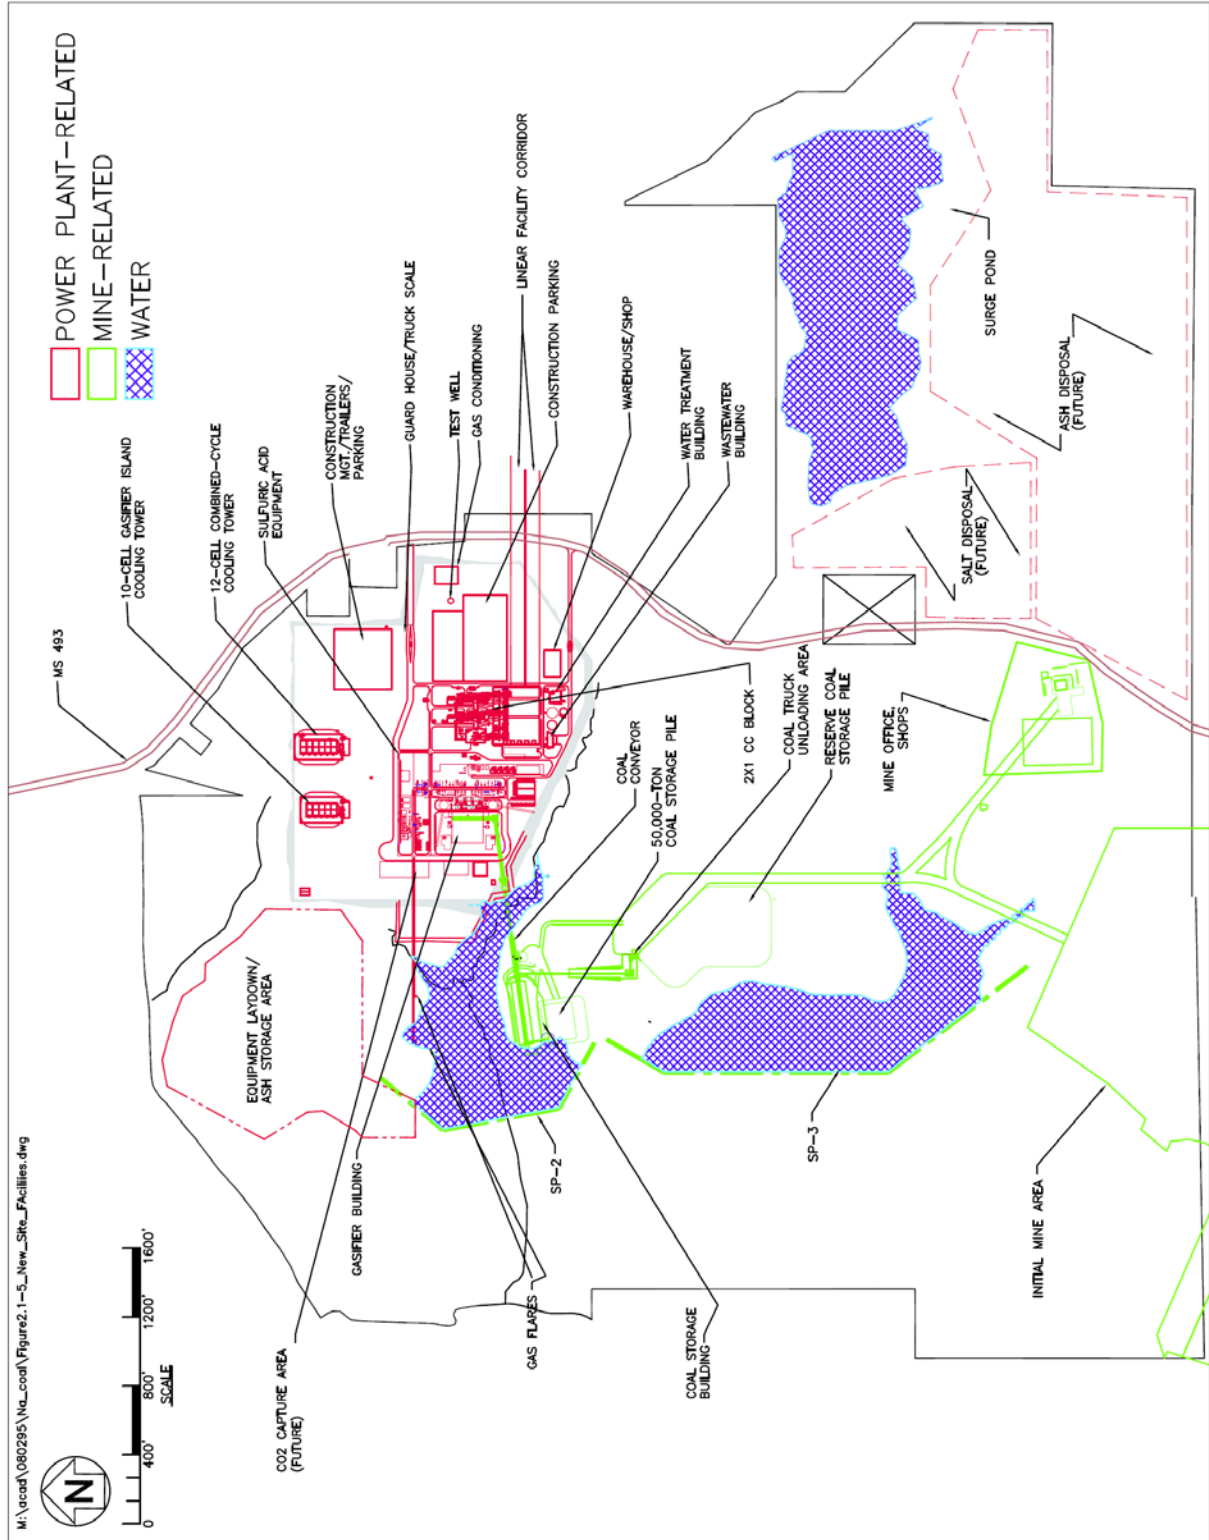 M:\acad\080295\Na_coal\Figure2.1-5_New_Site_FAcilities.dwg
N
0
400'
800'
1200'
1600'
SCALE
POWER PLANT-RELATED
MINE-RELATED
WATER
MS 493
10-CELL GASIFIER ISLAND
COOLING TOWER
12-CELL COMBINED-CYCLE
COOLING TOWER
SULFURIC ACID
EQUIPMENT
CONSTRUCTION
MGT./TRAILERS/
PARKING
GUARD HOUSE/TRUCK SCALE
TEST WELL
GAS CONDITIONING
LINEAR FACILITY CORRIDOR
CONSTRUCTION PARKING
WAREHOUSE/SHOP
WATER TREATMENT
BUILDING
WASTEWATER
BUILDING
EQUIPMENT LAYDOWN/
ASH STORAGE AREA
CO2 CAPTURE AREA
(FUTURE)
GASIFIER BUILDING
GAS FLARES
SP-2
COAL STORAGE
BUILDING
COAL
CONVEYOR
50,000-TON
COAL STORAGE PILE
2X1 CC BLOCK
COAL TRUCK
UNLOADING AREA
RESERVE COAL
STORAGE PILE
MINE OFFICE,
SHOPS
SP-3
INITIAL MINE AREA
SALT DISPOSAL
(FUTURE)
SURGE POND
ASH DISPOSAL
(FUTURE)